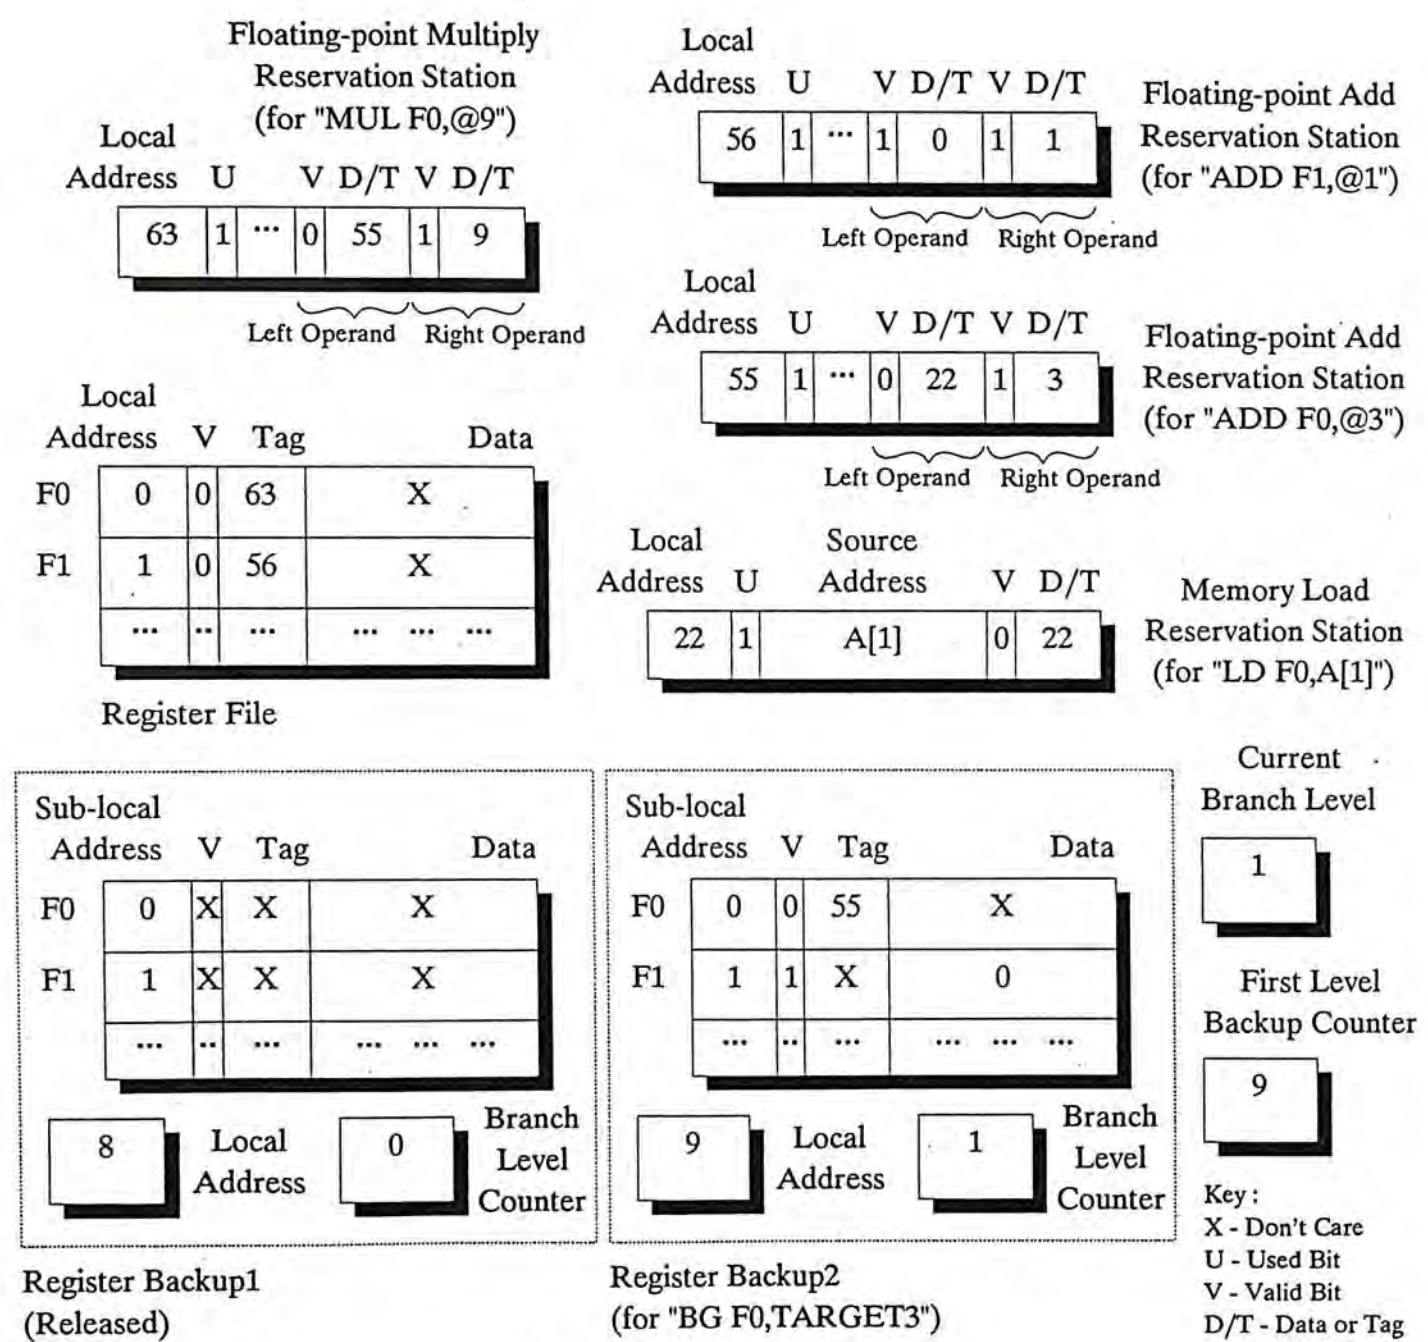 Floating-point Multiply
Reservation Station
(for "MUL F0,@9")
Local
Address U V D/T V D/T
63 1 ... 0 55 1 9
Left Operand Right Operand
Local
Address U V D/T V D/T
56 1 ... 1 0 1 1
Left Operand Right Operand
Floating-point Add
Reservation Station
(for "ADD F1,@1")
Local
Address U V D/T V D/T
55 1 ... 0 22 1 3
Left Operand Right Operand
Floating-point Add
Reservation Station
(for "ADD F0,@3")
Local
Address V Tag Data
F0 0 0 63 X
F1 1 0 56 X
... .. ... ... ... ...
Register File
Local Source
Address U Address V D/T
22 1 A[1] 0 22
Memory Load
Reservation Station
(for "LD F0,A[1]")
Sub-local
Address V Tag Data
F0 0 X X X
F1 1 X X X
... .. ... ... ... ...
8 Local
Address
0 Branch
Level
Counter
Register Backup1
(Released)
Sub-local
Address V Tag Data
F0 0 0 55 X
F1 1 1 X 0
... .. ... ... ... ...
9 Local
Address
1 Branch
Level
Counter
Register Backup2
(for "BG F0,TARGET3")
Current
Branch Level
1
First Level
Backup Counter
9
Key :
X - Don't Care
U - Used Bit
V - Valid Bit
D/T - Data or Tag